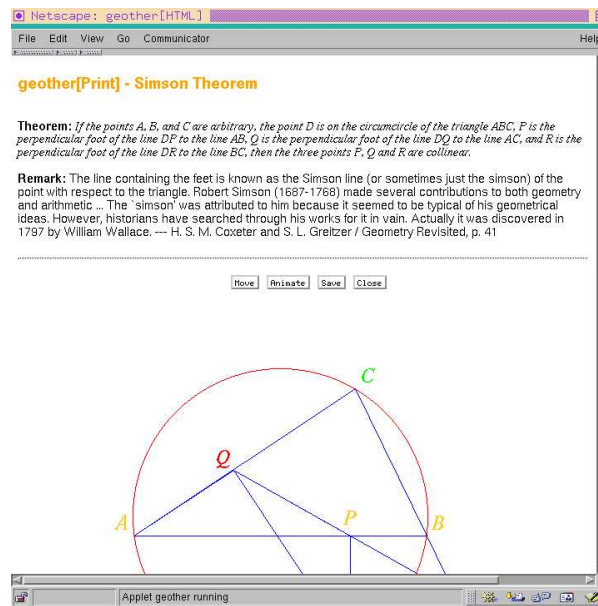 Netscape: geother[HTML]
File Edit View Go Communicator Help
geother[Print] - Simson Theorem
Theorem: If the points A, B, and C are arbitrary, the point D is on the circumcircle of the triangle ABC, P is the
perpendicular foot of the line DP to the line AB, Q is the perpendicular foot of the line DQ to the line AC, and R is the
perpendicular foot of the line DR to the line BC, then the three points P, Q and R are collinear.
Remark: The line containing the feet is known as the Simson line (or sometimes just the simson) of the
point with respect to the triangle. Robert Simson (1687-1768) made several contributions to both geometry
and arithmetic ... The `simson' was attributed to him because it seemed to be typical of his geometrical
ideas. However, historians have searched through his works for it in vain. Actually it was discovered in
1797 by William Wallace. --- H. S. M. Coxeter and S. L. Greitzer / Geometry Revisited, p. 41
Move Animate Save Close
C
Q
A P B
Applet geother running